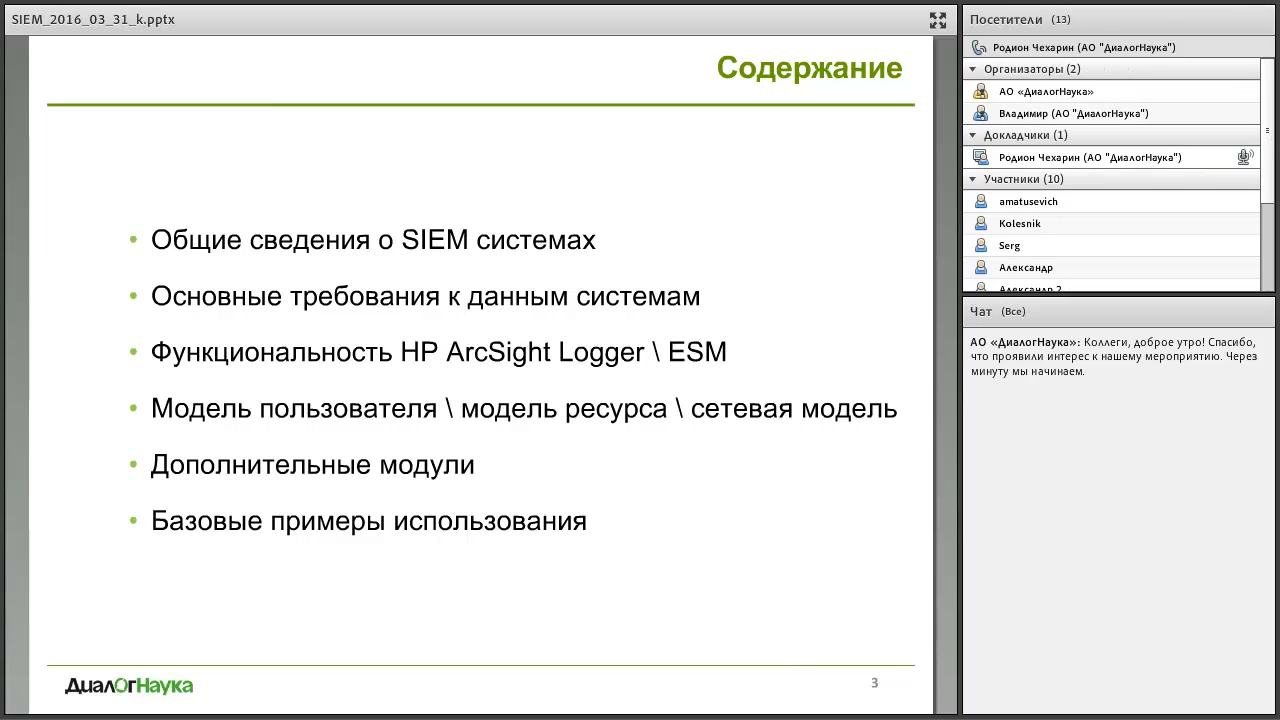 SIEM_2016_03_31_k.pptx
Содержание
• Общие сведения о SIEM системах
• Основные требования к данным системам
• Функциональность HP ArcSight Logger \ ESM
• Модель пользователя \ модель ресурса \ сетевая модель
• Дополнительные модули
• Базовые примеры использования
ДиалОгНаука
3
Посетители (13)
Родион Чехарин (АО "ДиалогНаука")
Организаторы (2)
АО «ДиалогНаука»
Владимир (АО "ДиалогНаука")
Докладчики (1)
Родион Чехарин (АО "ДиалогНаука")
Участники (10)
amatusevich
Kolesnik
Serg
Александр
Александр 2
Чат (Все)
АО «ДиалогНаука»: Коллеги, доброе утро! Спасибо,
что проявили интерес к нашему мероприятию. Через
минуту мы начинаем.